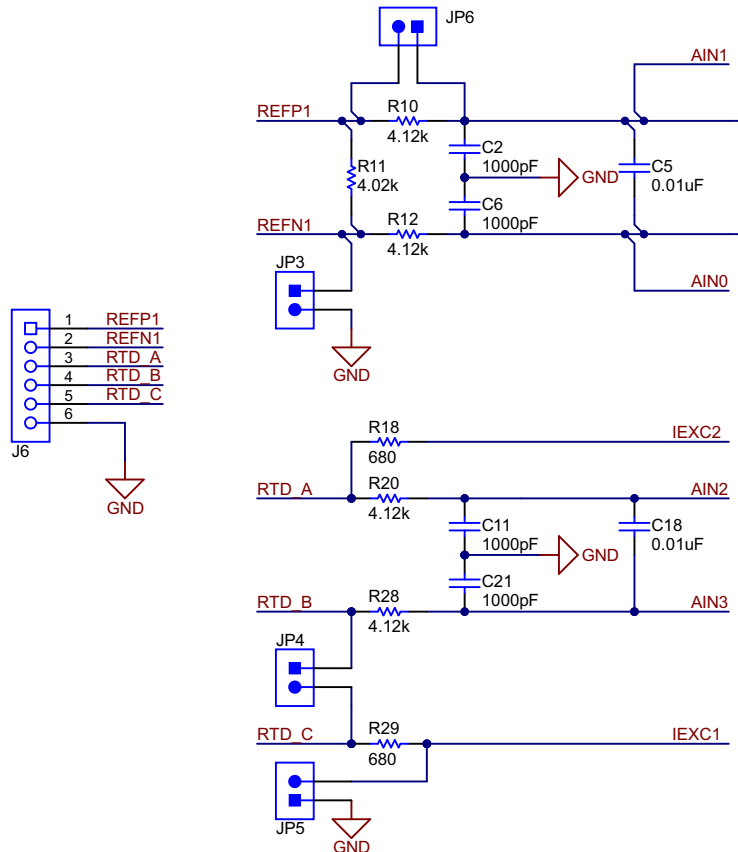 JP6
AIN1
REFP1
R10
4.12k
C2
1000pF
R11
4.02k
GND
C5
0.01uF
C6
1000pF
REFN1
R12
4.12k
JP3
AIN0
GND
1 REFP1
2 REFN1
3 RTD_A
4 RTD_B
5 RTD_C
6
J6
GND
R18
680
IEXC2
RTD_A
R20
4.12k
AIN2
C11
1000pF
GND
C18
0.01uF
C21
1000pF
RTD_B
R28
4.12k
AIN3
JP4
RTD_C
R29
680
IEXC1
JP5
GND